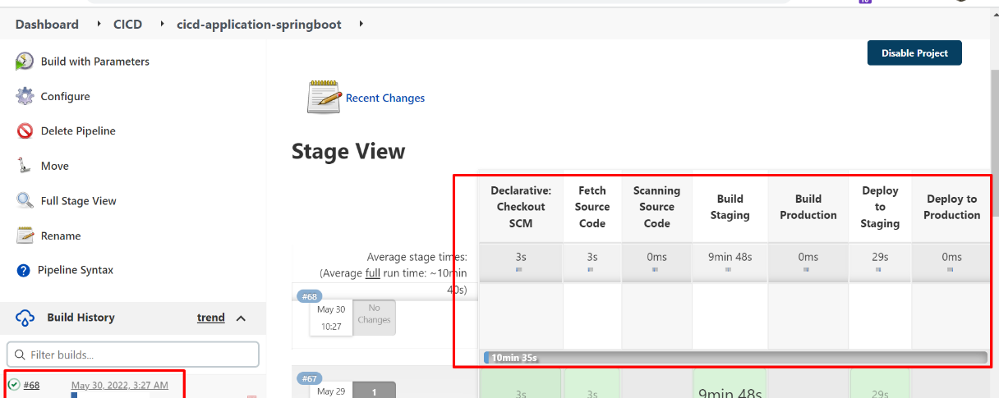 Dashboard CICD cicd-application-springboot
Build with Parameters
Configure
Delete Pipeline
Move
Full Stage View
Rename
Pipeline Syntax
Build History trend
Filter builds...
#68 May 30, 2022, 3:27 AM
Disable Project
Recent Changes
Stage View
Declarative:
Checkout
SCM
Fetch
Source
Code
Scanning
Source
Code
Build
Staging
Build
Production
Deploy
to
Staging
Deploy to
Production
Average stage times:
(Average full run time: ~10min
40s)
3s 3s 0ms 9min 48s 0ms 29s 0ms
#68
May 30
10:27
No
Changes
10min 35s
#67
May 29
1
3s 3s 9min 48s 29s